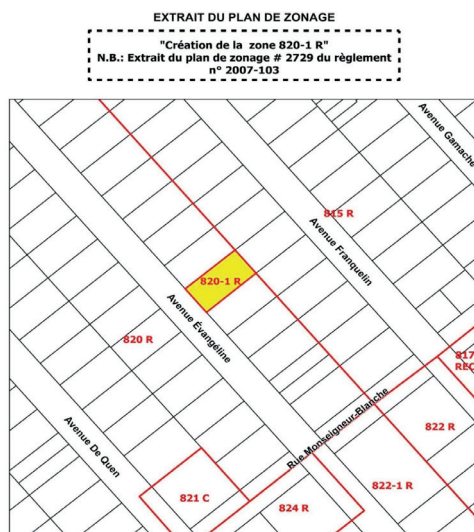 EXTRAIT DU PLAN DE ZONAGE
"Création de la zone 820-1 R"
N.B.: Extrait du plan de zonage # 2729 du règlement
n° 2007-103
Avenue Gamache
815 R
Avenue Franquelin
820-1 R
Avenue Évangéline
820 R
817
REC
Rue Monseigneur-Blanche
Avenue De Quen
822 R
822-1 R
821 C
824 R